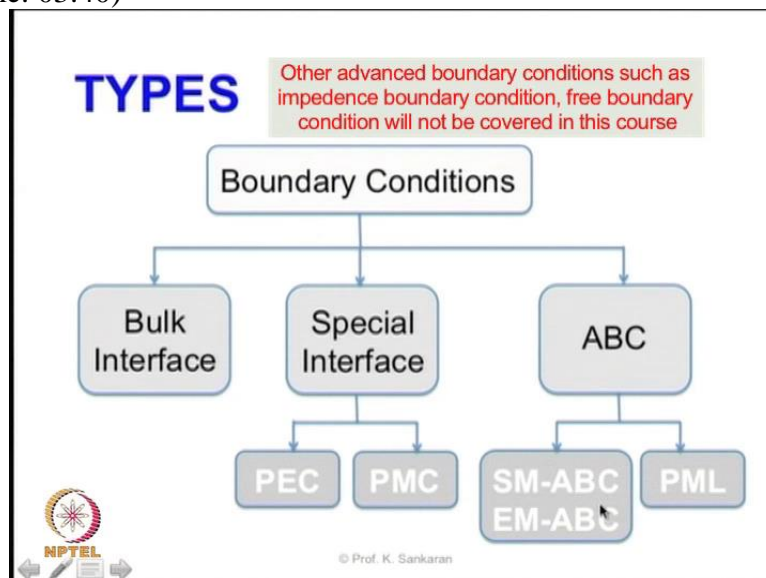 TYPES
Other advanced boundary conditions such as
impedence boundary condition, free boundary
condition will not be covered in this course
Boundary Conditions
Bulk
Interface
Special
Interface
ABC
PEC
PMC
SM-ABC
EM-ABC
PML
NPTEL
© Prof. K. Sankaran